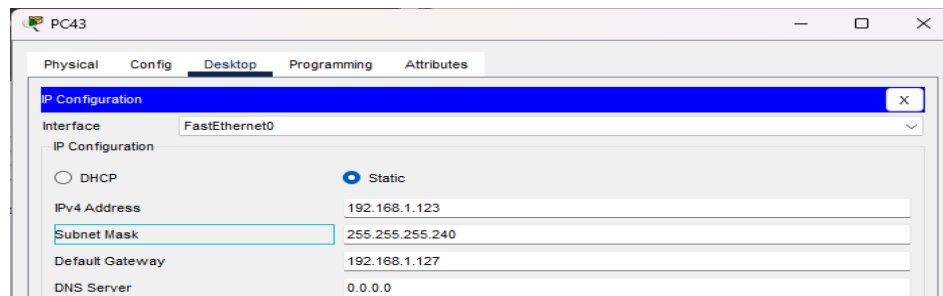 PC43
Physical Config Desktop Programming Attributes
IP Configuration X
Interface FastEthernet0
IP Configuration
DHCP Static
IPv4 Address 192.168.1.123
Subnet Mask 255.255.255.240
Default Gateway 192.168.1.127
DNS Server 0.0.0.0